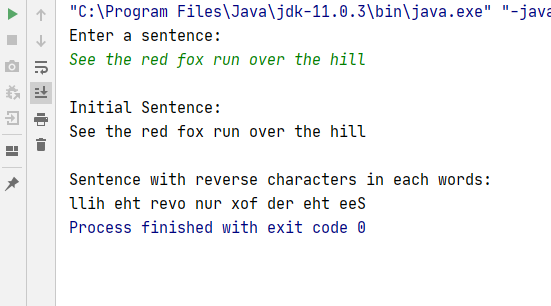 "C:\Program Files\Java\jdk-11.0.3\bin\java.exe" "-java
Enter a sentence:
See the red fox run over the hill
Initial Sentence:
See the red fox run over the hill
Sentence with reverse characters in each words:
llih eht revo nur xof der eht eeS
Process finished with exit code 0